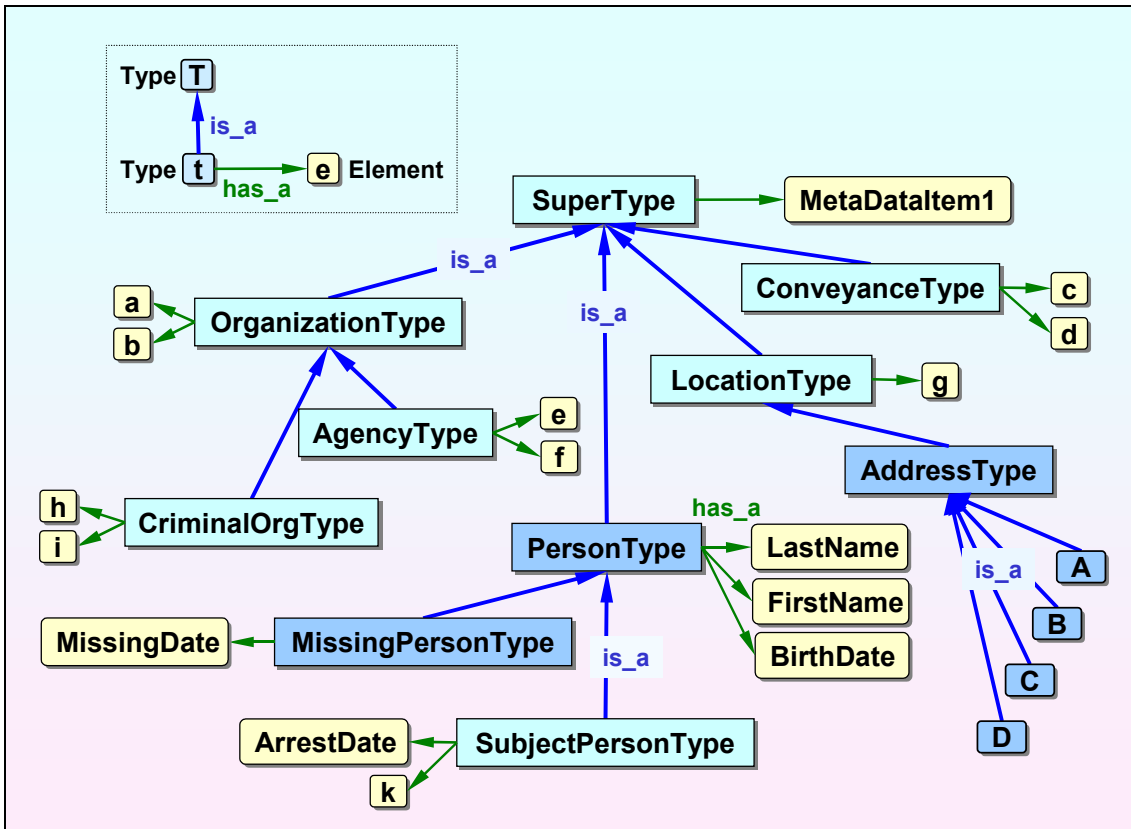 Type T
is_a
Type t e Element
has_a
SuperType MetaDataItem1
is_a
ConveyanceType c
d
a
b
OrganizationType
is_a
LocationType g
AgencyType e
f
AddressType
h
i
CriminalOrgType
has_a
PersonType LastName
FirstName
BirthDate
is_a
A
B
C
D
MissingDate MissingPersonType
is_a
ArrestDate SubjectPersonType
k